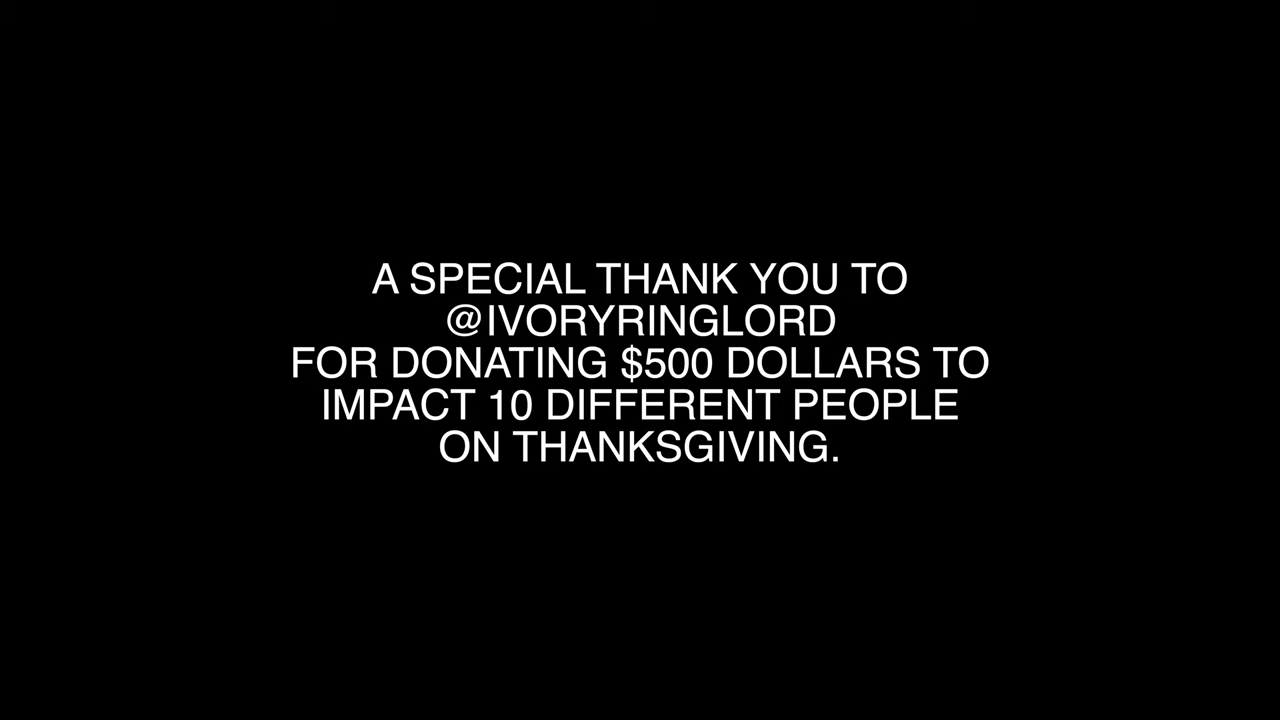 A SPECIAL THANK YOU TO
@IVORYRINGLORD
FOR DONATING $500 DOLLARS TO
IMPACT 10 DIFFERENT PEOPLE
ON THANKSGIVING.